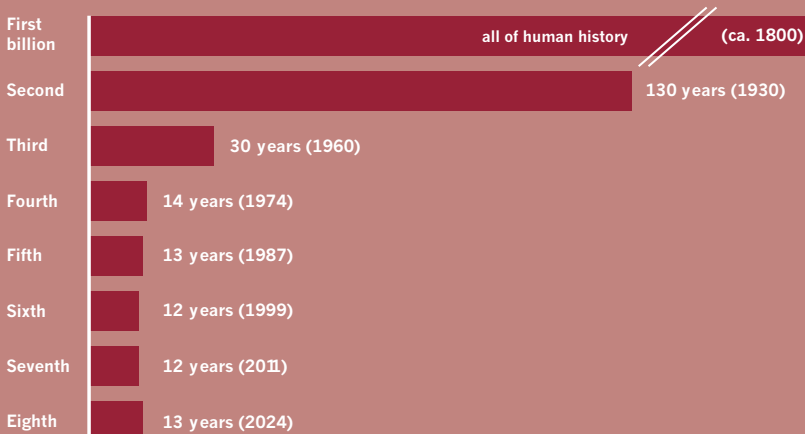 First
billion
all of human history
(ca. 1800)
Second
130 years (1930)
Third
30 years (1960)
Fourth
14 years (1974)
Fifth
13 years (1987)
Sixth
12 years (1999)
Seventh
12 years (2011)
Eighth
13 years (2024)